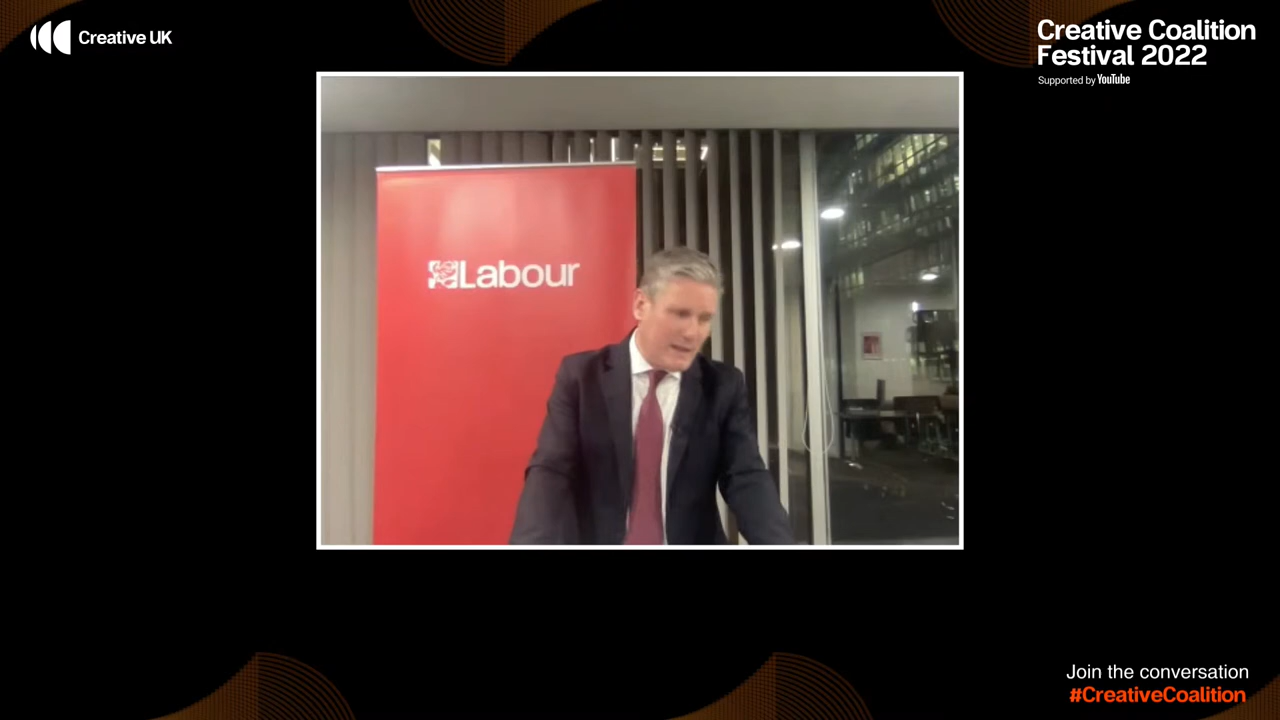 Creative UK
Creative Coalition
Festival 2022
Supported by YouTube
Labour
Join the conversation
#CreativeCoalition